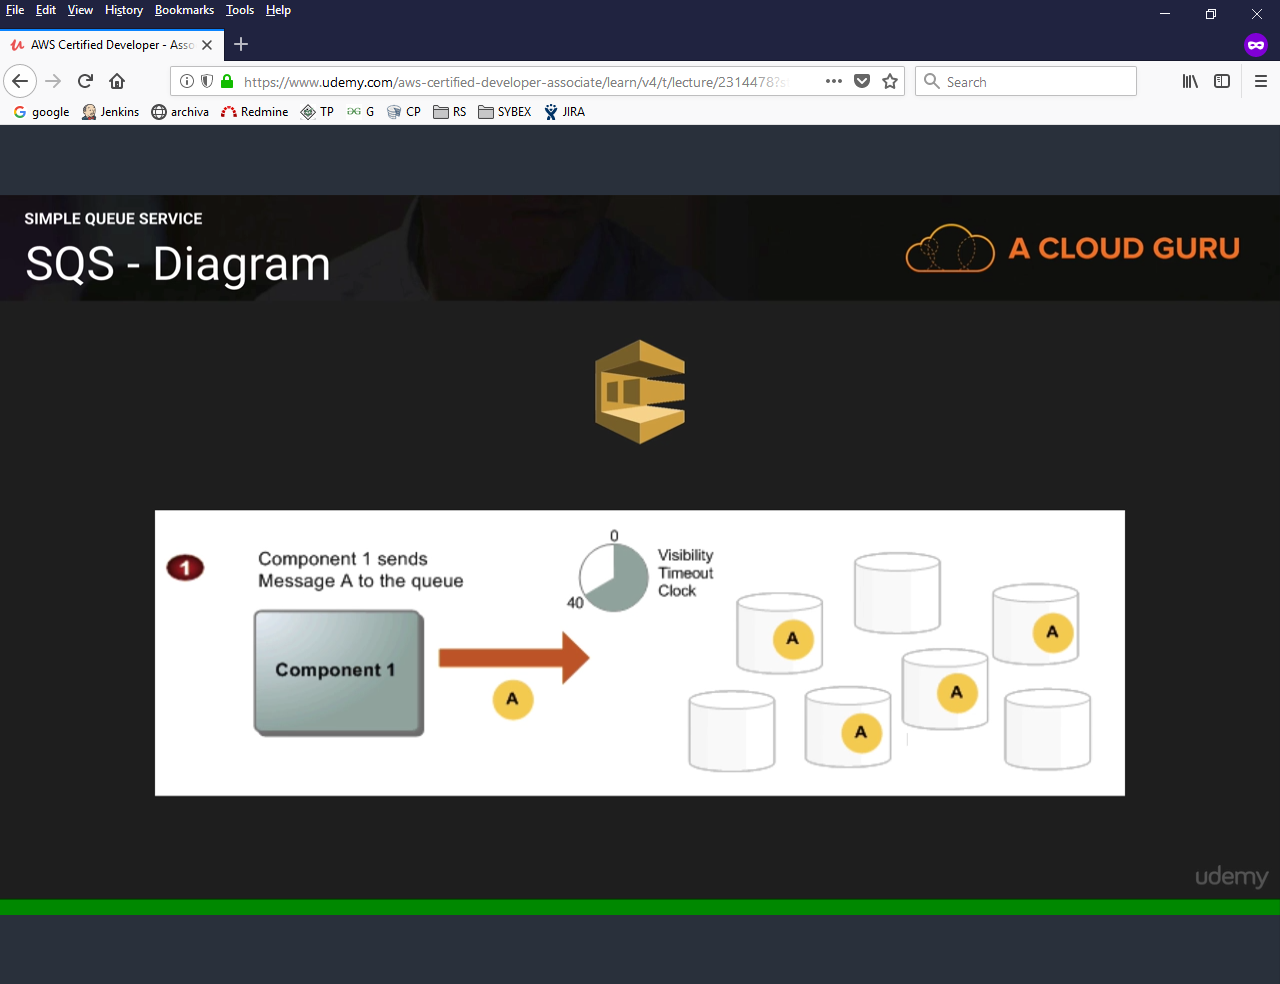 File Edit View History Bookmarks Tools Help
AWS Certified Developer - Asso
https://www.udemy.com/aws-certified-developer-associate/learn/v4/t/lecture/2314478?s
Search
google Jenkins archiva Redmine TP G CP RS SYBEX JIRA
SIMPLE QUEUE SERVICE
SQS - Diagram
A CLOUD GURU
1
Component 1 sends
Message A to the queue
Component 1
A
0
40
Visibility
Timeout
Clock
A
A
A
A
udemy